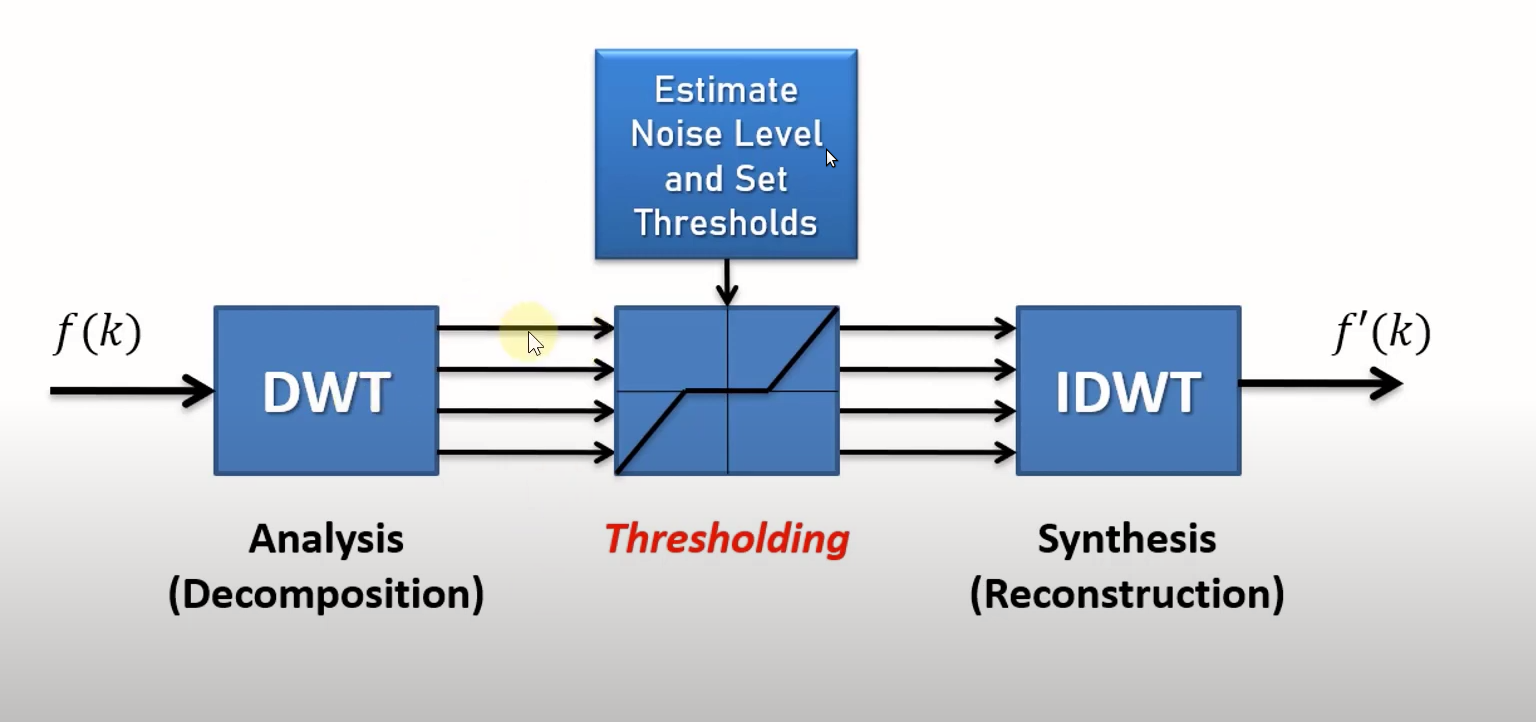 Estimate
Noise Level
and Set
Thresholds
f(k)
DWT
IDWT
f′(k)
Analysis
(Decomposition)
Thresholding
Synthesis
(Reconstruction)